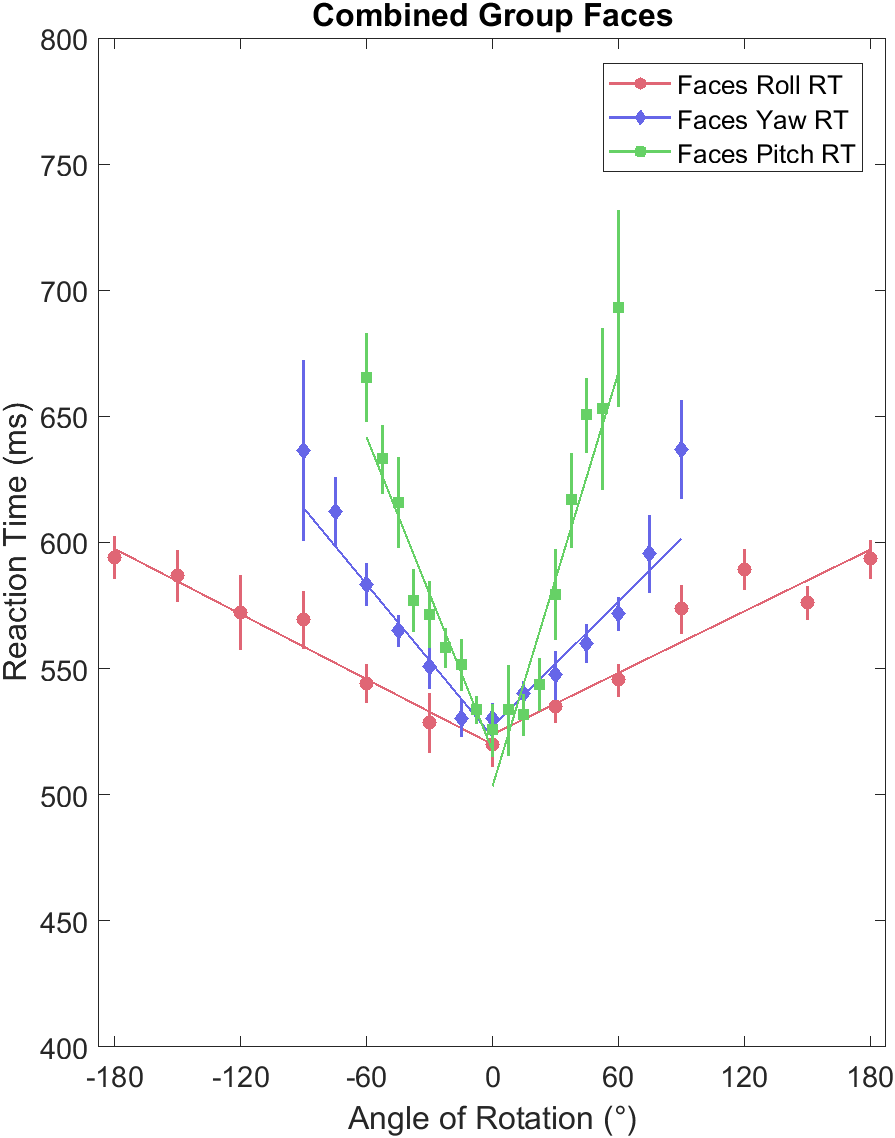 Combined Group Faces
800
750
700
650
600
550
500
450
400
Reaction Time (ms)
Faces Roll RT
Faces Yaw RT
Faces Pitch RT
-180 -120 -60 0 60 120 180
Angle of Rotation (°)